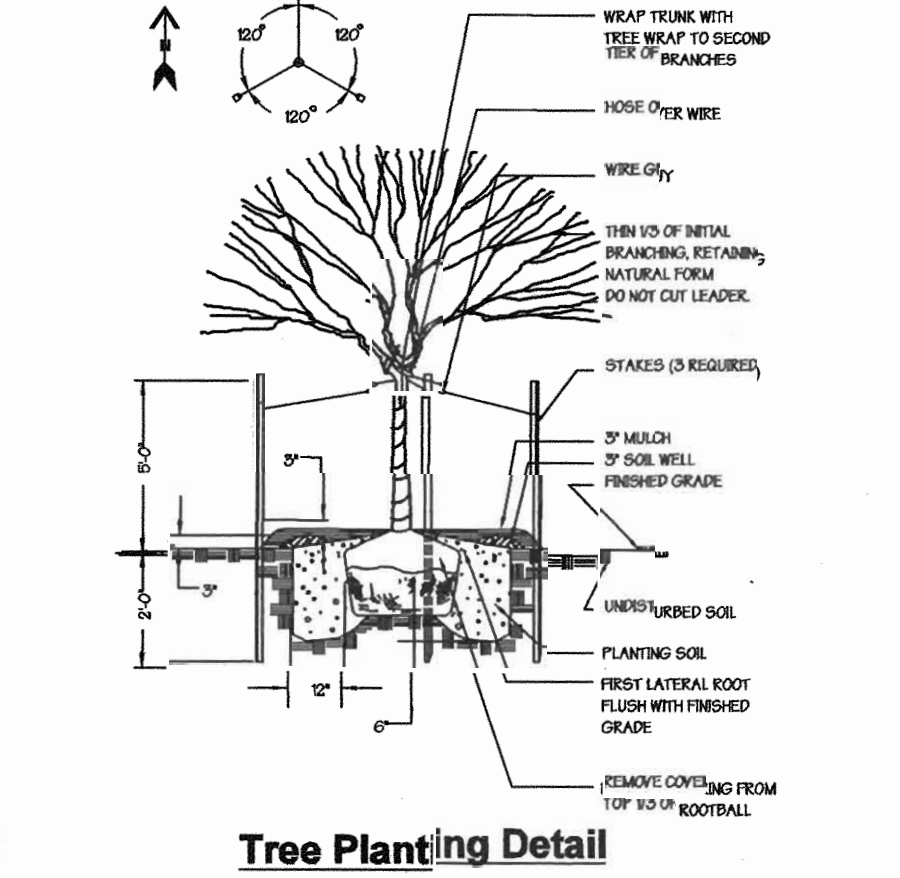 N
120° 120°
120°
WRAP TRUNK WITH
TREE WRAP TO SECOND
TIER OF BRANCHES
HOSE OVER WIRE
WIRE GUY
THIN 1/3 OF INITIAL
BRANCHING, RETAINING
NATURAL FORM
DO NOT CUT LEADER.
STAKES (3 REQUIRED)
3" MULCH
3" SOIL WELL
FINISHED GRADE
5'-0"
3"
3"
2'-0"
UNDISTURBED SOIL
PLANTING SOIL
FIRST LATERAL ROOT
FLUSH WITH FINISHED
GRADE
12"
6"
REMOVE COVERING FROM
TOP 1/3 OF ROOTBALL
Tree Planting Detail